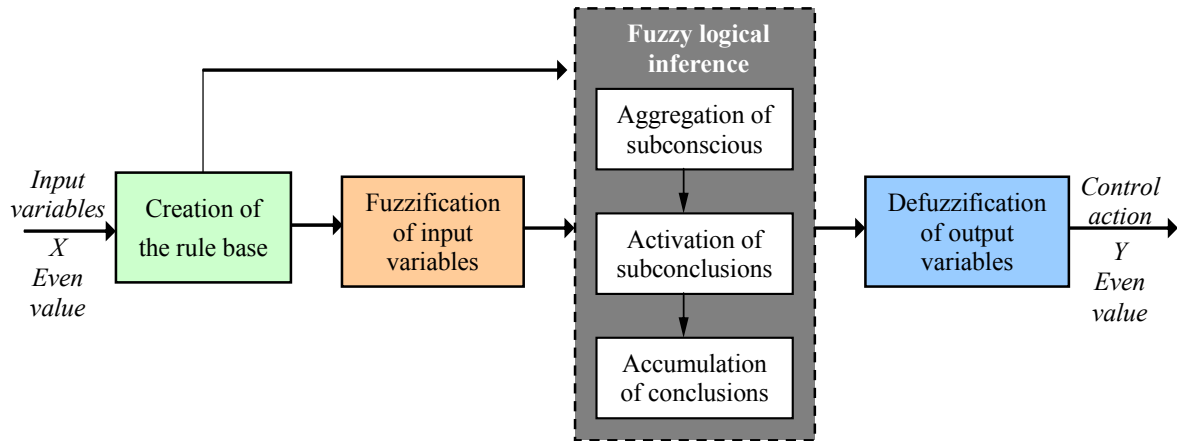 Input
variables
X
Even
value
Creation of
the rule base
Fuzzification
of input
variables
Fuzzy logical
inference
Aggregation of
subconscious
Activation of
subconclusions
Accumulation
of conclusions
Defuzzification
of output
variables
Control
action
Y
Even
value